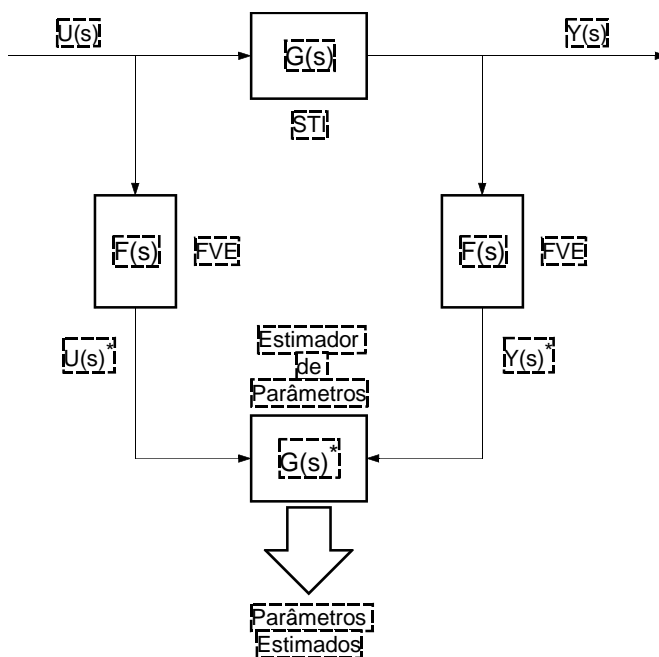 U(s)
G(s)
Y(s)
STI
F(s)
FVE
F(s)
FVE
U(s)*
Estimador
de
Parâmetros
Y(s)*
G(s)*
Parâmetros
Estimados